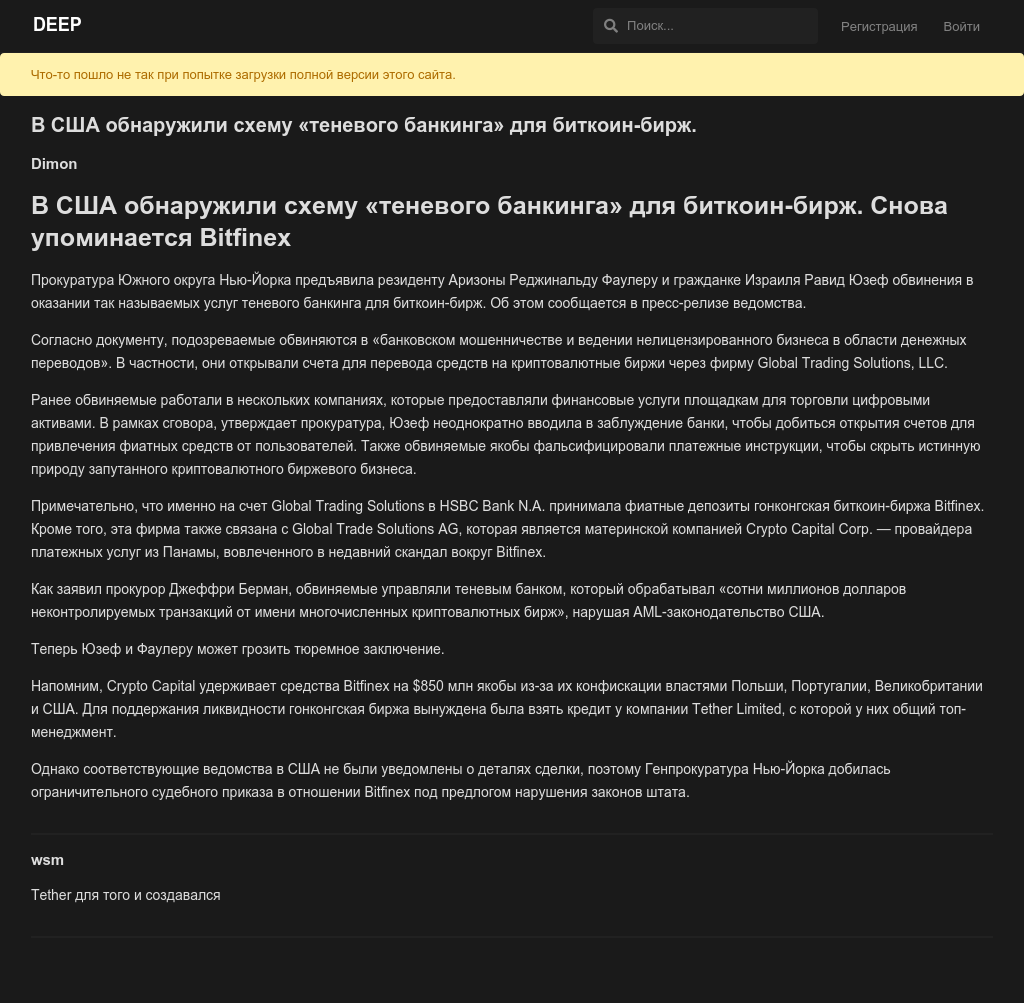 DEEP
Поиск...
Регистрация
Войти
Что-то пошло не так при попытке загрузки полной версии этого сайта.
В США обнаружили схему «теневого банкинга» для биткоин-бирж.
Dimon
В США обнаружили схему «теневого банкинга» для биткоин-бирж. Снова
упоминается Bitfinex
Прокуратура Южного округа Нью-Йорка предъявила резиденту Аризоны Реджинальду Фаулеру и гражданке Израиля Равид Юзеф обвинения в
оказании так называемых услуг теневого банкинга для биткоин-бирж. Об этом сообщается в пресс-релизе ведомства.
Согласно документу, подозреваемые обвиняются в «банковском мошенничестве и ведении нелицензированного бизнеса в области денежных
переводов». В частности, они открывали счета для перевода средств на криптовалютные биржи через фирму Global Trading Solutions, LLC.
Ранее обвиняемые работали в нескольких компаниях, которые предоставляли финансовые услуги площадкам для торговли цифровыми
активами. В рамках сговора, утверждает прокуратура, Юзеф неоднократно вводила в заблуждение банки, чтобы добиться открытия счетов для
привлечения фиатных средств от пользователей. Также обвиняемые якобы фальсифицировали платежные инструкции, чтобы скрыть истинную
природу запутанного криптовалютного биржевого бизнеса.
Примечательно, что именно на счет Global Trading Solutions в HSBC Bank N.A. принимала фиатные депозиты гонконгская биткоин-биржа Bitfinex.
Кроме того, эта фирма также связана с Global Trade Solutions AG, которая является материнской компанией Crypto Capital Corp. — провайдера
платежных услуг из Панамы, вовлеченного в недавний скандал вокруг Bitfinex.
Как заявил прокурор Джеффри Берман, обвиняемые управляли теневым банком, который обрабатывал «сотни миллионов долларов
неконтролируемых транзакций от имени многочисленных криптовалютных бирж», нарушая AML-законодательство США.
Теперь Юзеф и Фаулеру может грозить тюремное заключение.
Напомним, Crypto Capital удерживает средства Bitfinex на $850 млн якобы из-за их конфискации властями Польши, Португалии, Великобритании
и США. Для поддержания ликвидности гонконгская биржа вынуждена была взять кредит у компании Tether Limited, с которой у них общий топ-
менеджмент.
Однако соответствующие ведомства в США не были уведомлены о деталях сделки, поэтому Генпрокуратура Нью-Йорка добилась
ограничительного судебного приказа в отношении Bitfinex под предлогом нарушения законов штата.
wsm
Tether для того и создавался